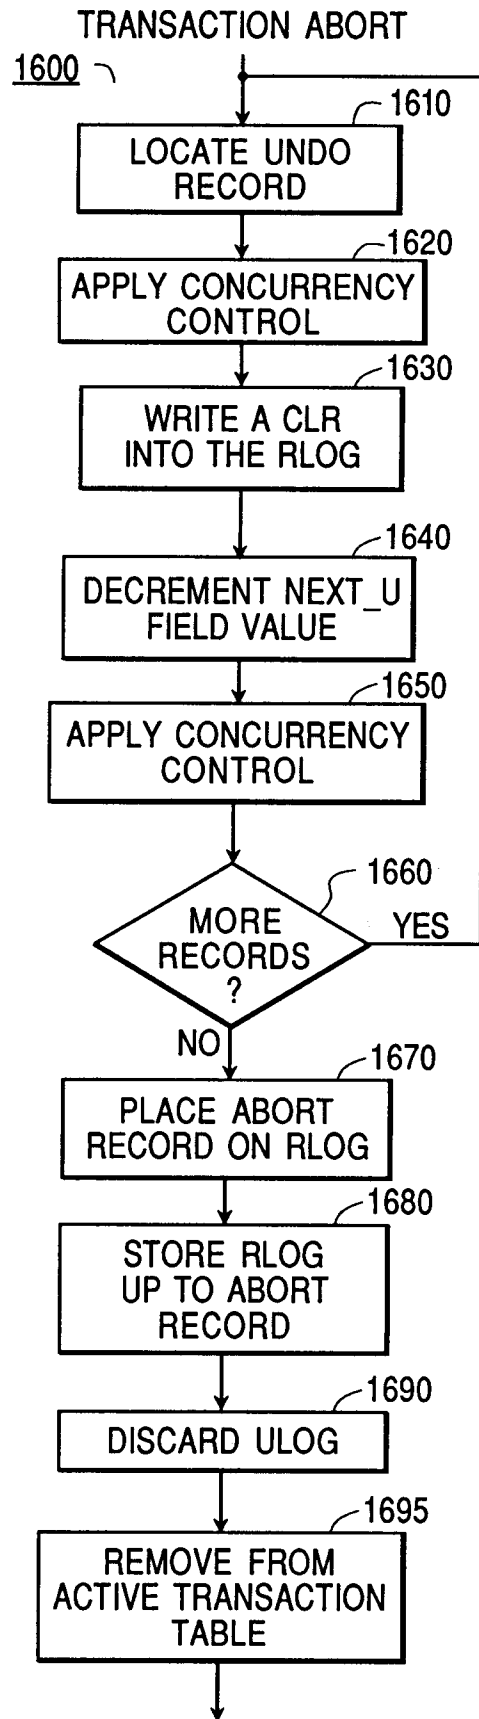 TRANSACTION ABORT
1600
1610
LOCATE UNDO
RECORD
1620
APPLY CONCURRENCY
CONTROL
1630
WRITE A CLR
INTO THE RLOG
1640
DECREMENT NEXT_U
FIELD VALUE
1650
APPLY CONCURRENCY
CONTROL
1660
MORE
RECORDS
?
YES
NO
1670
PLACE ABORT
RECORD ON RLOG
1680
STORE RLOG
UP TO ABORT
RECORD
1690
DISCARD ULOG
1695
REMOVE FROM
ACTIVE TRANSACTION
TABLE